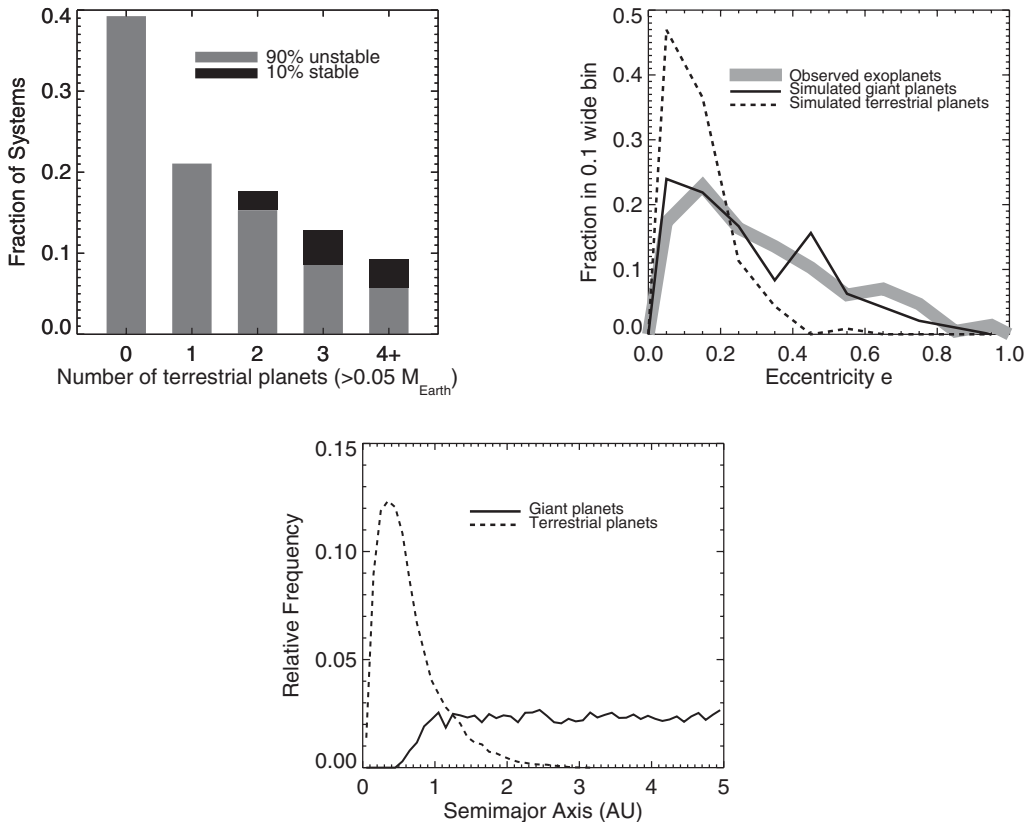 0.4
0.3
0.2
0.1
0.0
Fraction of Systems
90% unstable
10% stable
0 1 2 3 4+
Number of terrestrial planets (>0.05 M_Earth)
0.5
0.4
0.3
0.2
0.1
0.0
Fraction in 0.1 wide bin
Observed exoplanets
Simulated giant planets
Simulated terrestrial planets
0.0 0.2 0.4 0.6 0.8 1.0
Eccentricity e
0.15
0.10
0.05
0.00
Relative Frequency
Giant planets
Terrestrial planets
0 1 2 3 4 5
Semimajor Axis (AU)